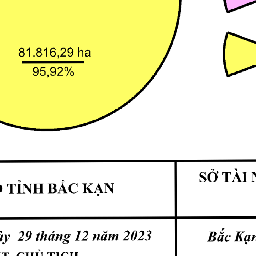 81.816,29 ha
95,92%
TỈNH BẮC KẠN
SỞ TÀI
29 tháng 12 năm 2023
Bắc Kạn
CHỦ TỊCH